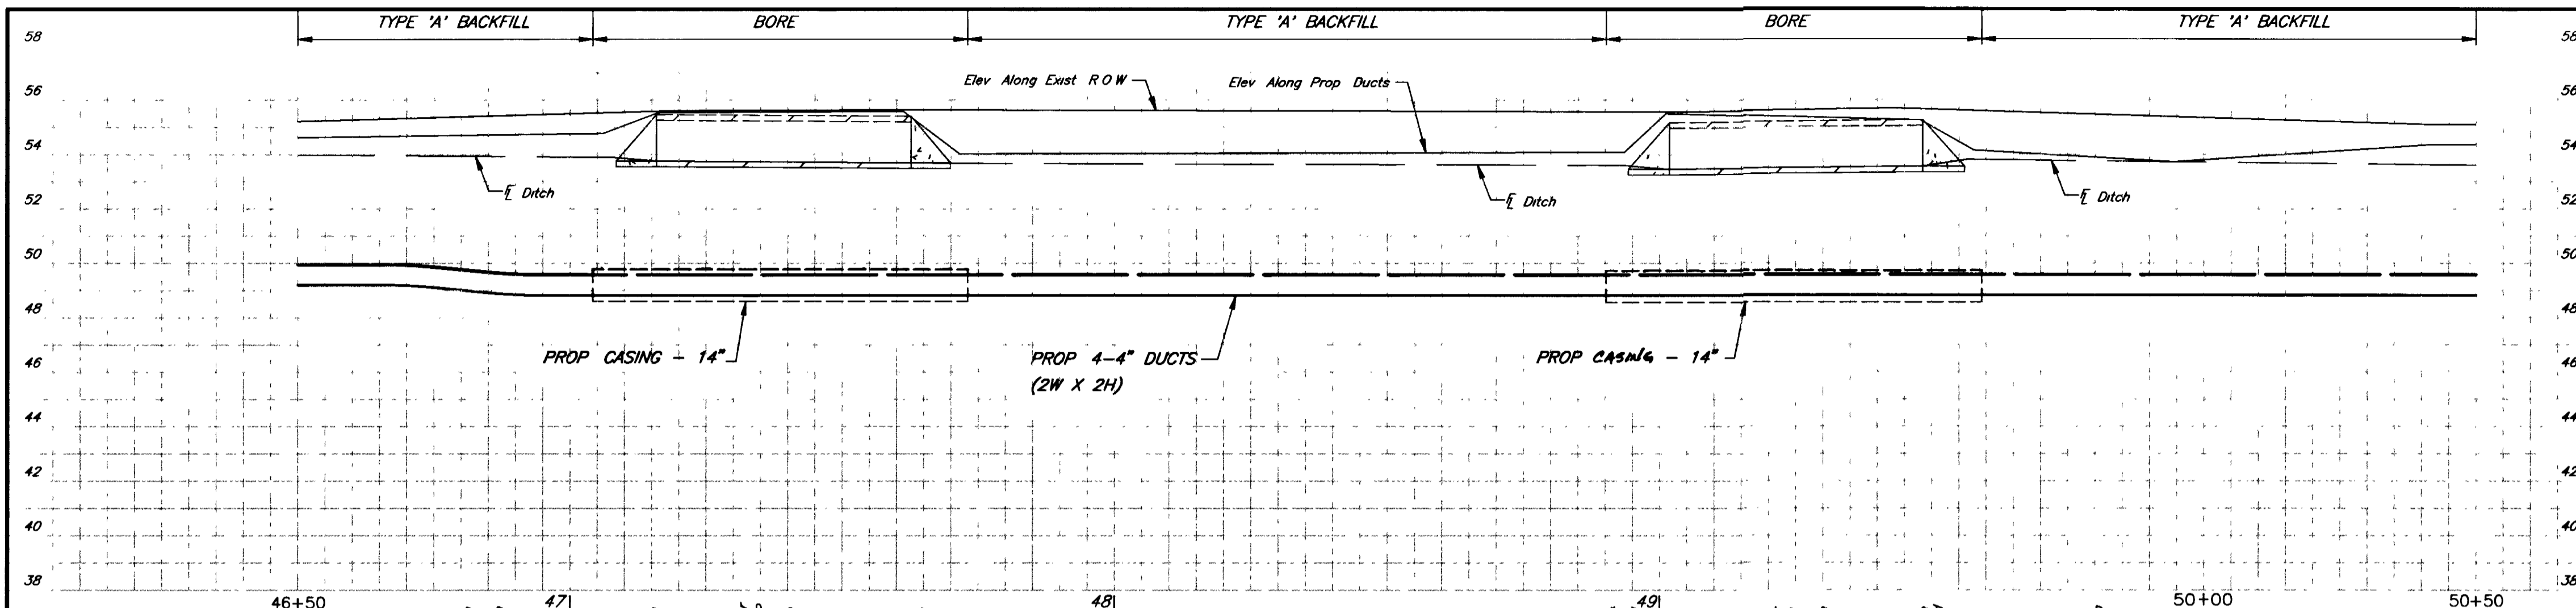 TYPE 'A' BACKFILL BORE TYPE 'A' BACKFILL BORE TYPE 'A' BACKFILL
58 58
Elev Along Exist R O W Elev Along Prop Ducts
56 56
54 54
℄ Ditch ℄ Ditch ℄ Ditch
52 52
50 50
48 48
PROP CASING - 14" PROP 4-4" DUCTS PROP CASING - 14"
(2W X 2H)
46 46
44 44
42 42
40 40
38 38
46+50 47 48 49 50+00 50+50